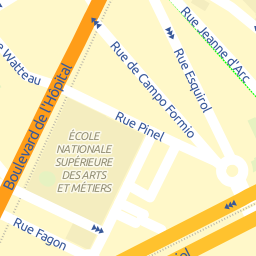 Rue Jeanne d'Arc
Rue Esquirol
Rue de Campo Formio
Watteau
Boulevard de l'Hôpital
Rue Pinel
ÉCOLE
NATIONALE
SUPÉRIEURE
DES ARTS
ET MÉTIERS
Rue Fagon